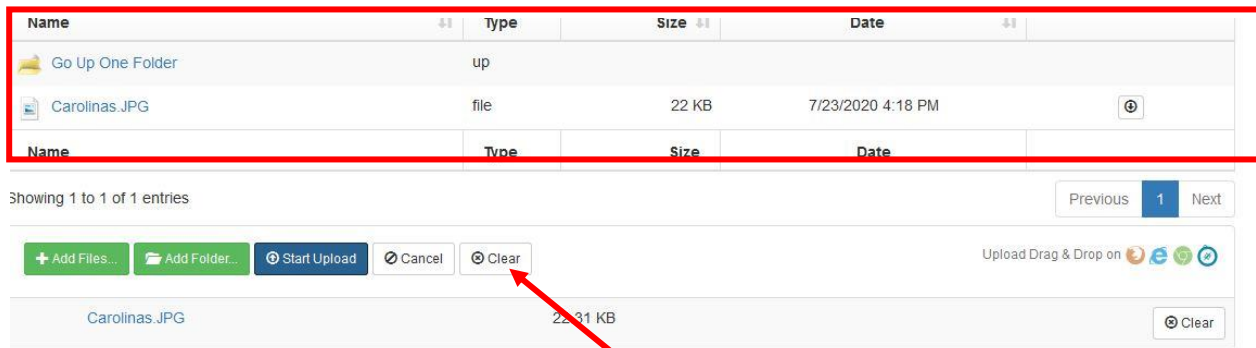 Name Type Size Date
Go Up One Folder up
Carolinas.JPG file 22 KB 7/23/2020 4:18 PM
Name Type Size Date
Showing 1 to 1 of 1 entries Previous 1 Next
Add Files... Add Folder... Start Upload Cancel Clear Upload Drag & Drop on
Carolinas.JPG 22.31 KB Clear